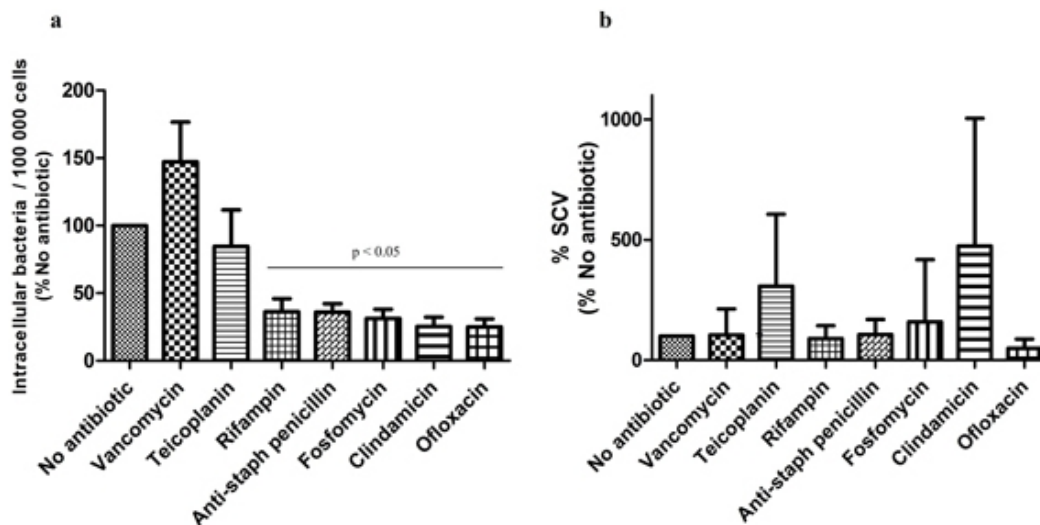 a
Intracellular bacteria / 100 000 cells
(% No antibiotic)
200
150
100
50
0
p < 0.05
No antibiotic
Vancomycin
Teicoplanin
Rifampin
Anti-staph penicillin
Fosfomycin
Clindamicin
Ofloxacin
b
% SCV
(% No antibiotic)
1000
500
0
No antibiotic
Vancomycin
Teicoplanin
Rifampin
Anti-staph penicillin
Fosfomycin
Clindamicin
Ofloxacin